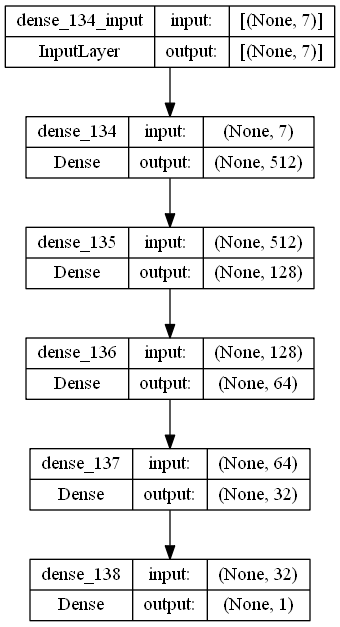 dense_134_input input: [(None, 7)]
InputLayer output: [(None, 7)]
dense_134 input: (None, 7)
Dense output: (None, 512)
dense_135 input: (None, 512)
Dense output: (None, 128)
dense_136 input: (None, 128)
Dense output: (None, 64)
dense_137 input: (None, 64)
Dense output: (None, 32)
dense_138 input: (None, 32)
Dense output: (None, 1)